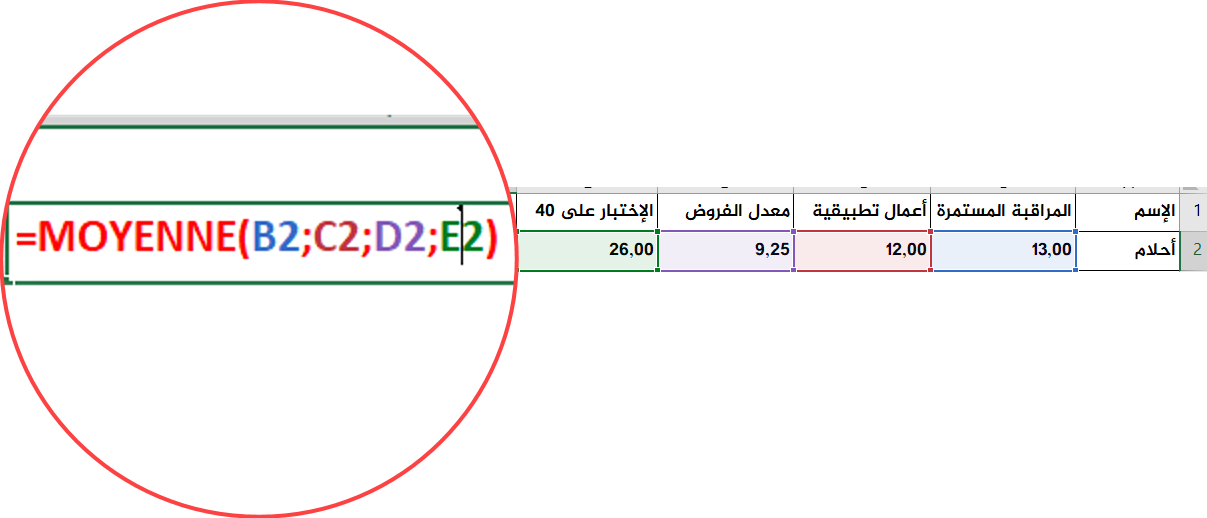 1 الإسم المراقبة المستمرة أعمال تطبيقية معدل الفروض الإختبار على 40
2 أحلام 13,00 12,00 9,25 26,00 =MOYENNE(B2;C2;D2;E2)